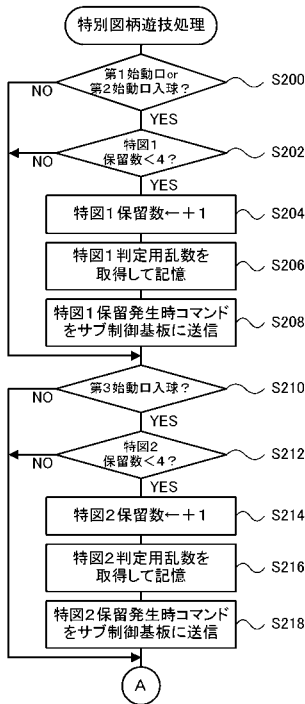 特別図柄遊技処理
第1始動口or
第2始動口入球?
S200
NO
YES
特図1
保留数<4?
S202
NO
YES
特図1保留数←+1
S204
特図1判定用乱数を
取得して記憶
S206
特図1保留発生時コマンド
をサブ制御基板に送信
S208
第3始動口入球?
S210
NO
YES
特図2
保留数<4?
S212
NO
YES
特図2保留数←+1
S214
特図2判定用乱数を
取得して記憶
S216
特図2保留発生時コマンド
をサブ制御基板に送信
S218
A